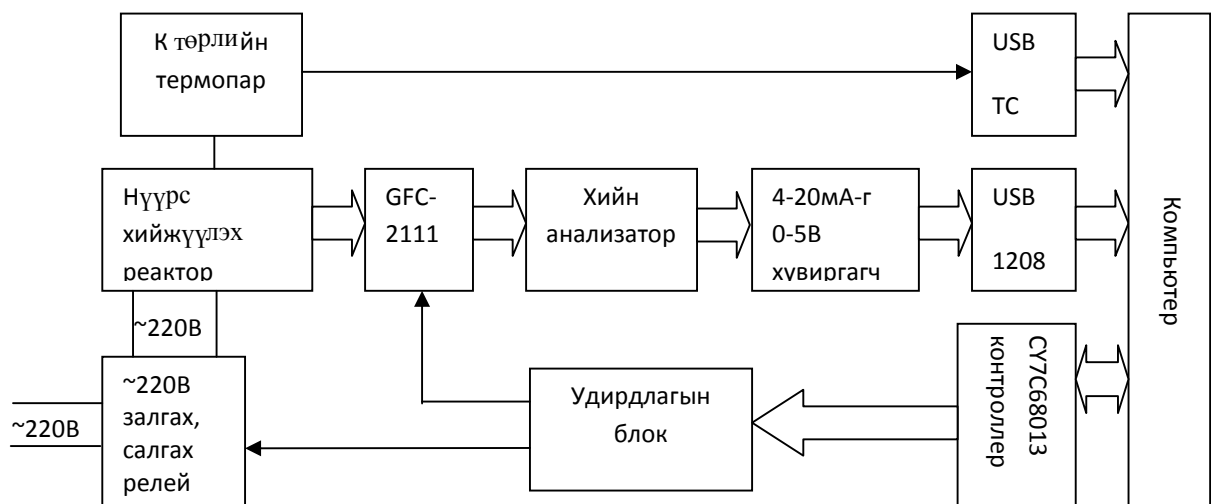 К төрлийн
термопар
USB
TC
Нүүрс
хийжүүлэх
реактор
GFC-
2111
Хийн
анализатор
4-20мА-г
0-5В
хувиргагч
USB
1208
Компьютер
~220В
~220В
~220В
залгах,
салгах
релей
Удирдлагын
блок
CY7C68013
контроллер